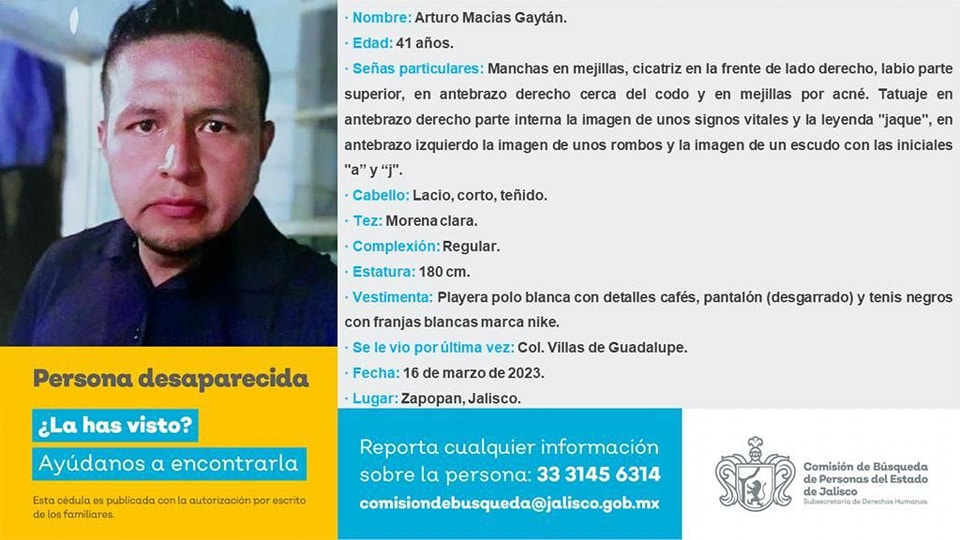 · Nombre: Arturo Macías Gaytán.
· Edad: 41 años.
· Señas particulares: Manchas en mejillas, cicatriz en la frente de lado derecho, labio parte
superior, en antebrazo derecho cerca del codo y en mejillas por acné. Tatuaje en
antebrazo derecho parte interna la imagen de unos signos vitales y la leyenda "jaque", en
antebrazo izquierdo la imagen de unos rombos y la imagen de un escudo con las iniciales
"a” y “j".
· Cabello: Lacio, corto, teñido.
· Tez: Morena clara.
· Complexión: Regular.
· Estatura: 180 cm.
· Vestimenta: Playera polo blanca con detalles cafés, pantalón (desgarrado) y tenis negros
con franjas blancas marca nike.
· Se le vio por última vez: Col. Villas de Guadalupe.
· Fecha: 16 de marzo de 2023.
· Lugar: Zapopan, Jalisco.
Persona desaparecida
¿La has visto?
Ayúdanos a encontrarla
Esta cédula es publicada con la autorización por escrito
de los familiares.
Reporta cualquier información
sobre la persona: 33 3145 6314
comisiondebusqueda@jalisco.gob.mx
Comisión de Búsqueda
de Personas del Estado
de Jalisco
Subsecretaría de Derechos Humanos